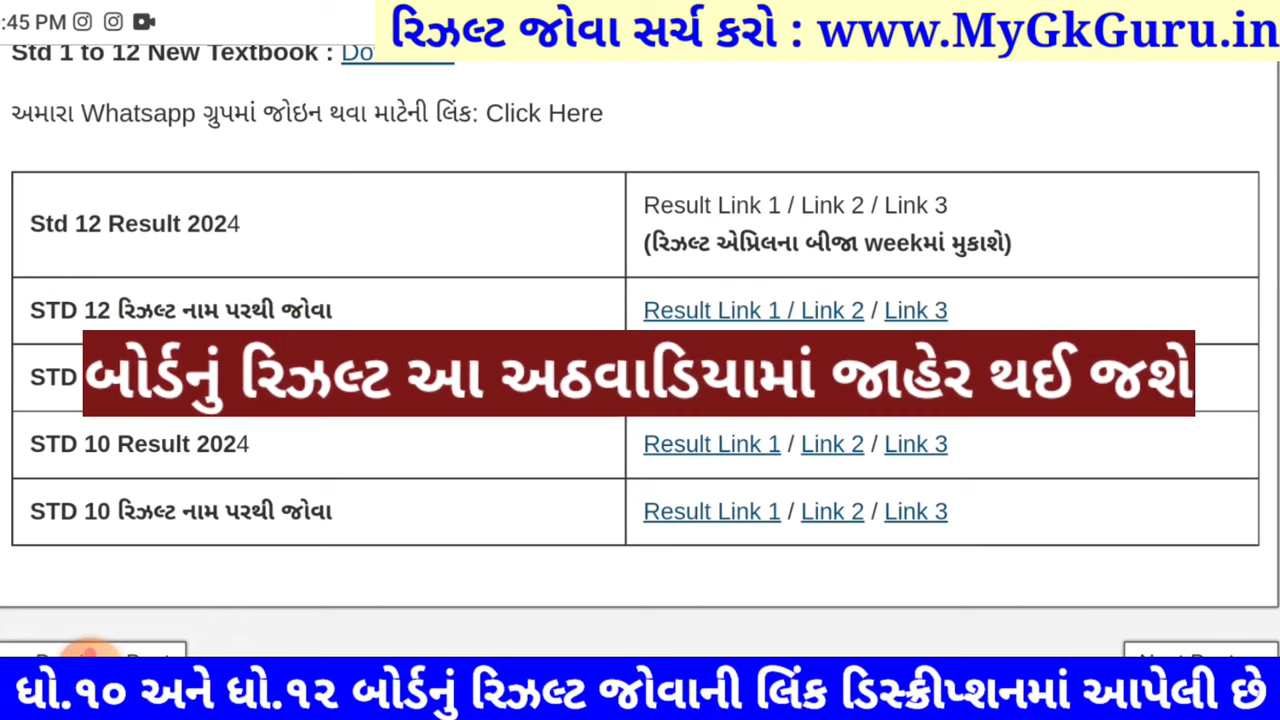 :45 PM
રિઝલ્ટ જોવા સર્ચ કરો : www.MyGkGuru.in
Std 1 to 12 New Textbook :
અમારા Whatsapp ગ્રુપમાં જોઇન થવા માટેની લિંક: Click Here
Std 12 Result 2024
Result Link 1 / Link 2 / Link 3
(રિઝલ્ટ એપ્રિલના બીજા weekમાં મુકાશે)
STD 12 રિઝલ્ટ નામ પરથી જોવા
Result Link 1 / Link 2 / Link 3
STD
બોર્ડનું રિઝલ્ટ આ અઠવાડિયામાં જાહેર થઈ જશે
STD 10 Result 2024
Result Link 1 / Link 2 / Link 3
STD 10 રિઝલ્ટ નામ પરથી જોવા
Result Link 1 / Link 2 / Link 3
ધો.૧૦ અને ધો.૧૨ બોર્ડનું રિઝલ્ટ જોવાની લિંક ડિસ્ક્રીપ્શનમાં આપેલી છે